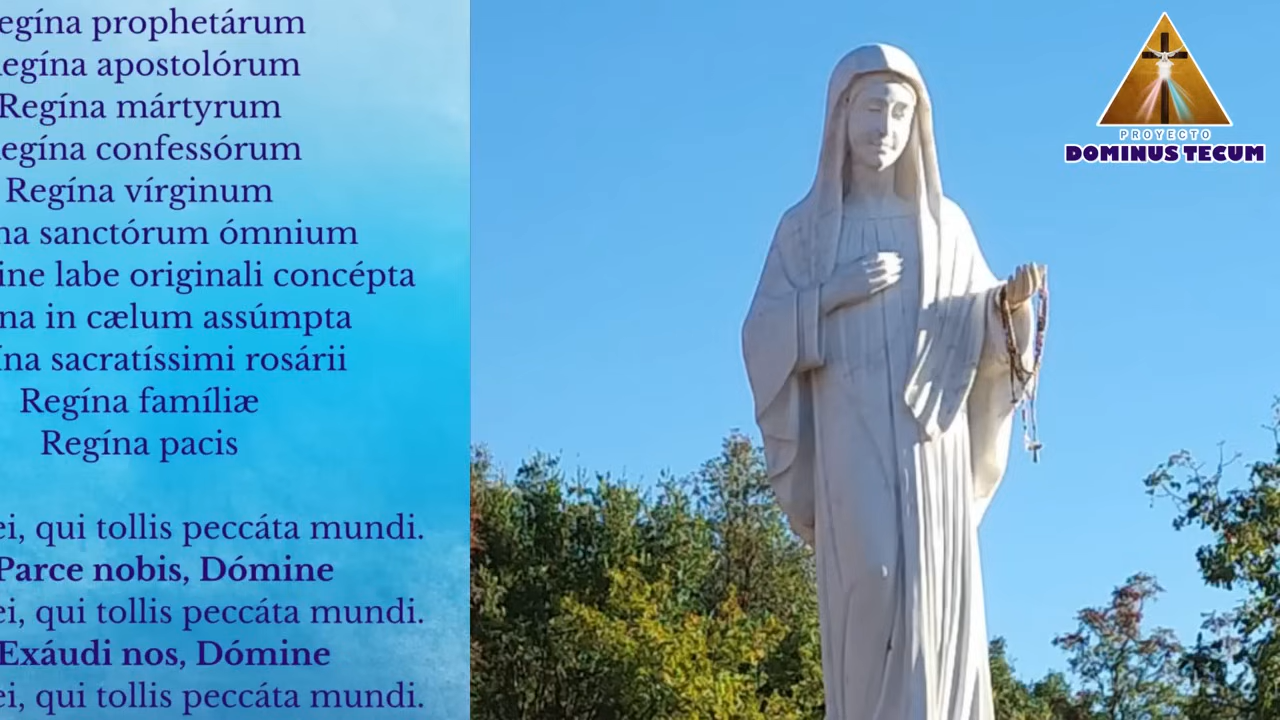 egína prophetárum
egína apostolórum
Regína mártyrum
egína confessórum
Regína vírginum
na sanctórum ómnium
ine labe originali concépta
na in cælum assúmpta
ína sacratíssimi rosárii
Regína famíliæ
Regína pacis
ei, qui tollis peccáta mundi.
Parce nobis, Dómine
ei, qui tollis peccáta mundi.
Exáudi nos, Dómine
ei, qui tollis peccáta mundi.
PROYECTO
DOMINUS TECUM